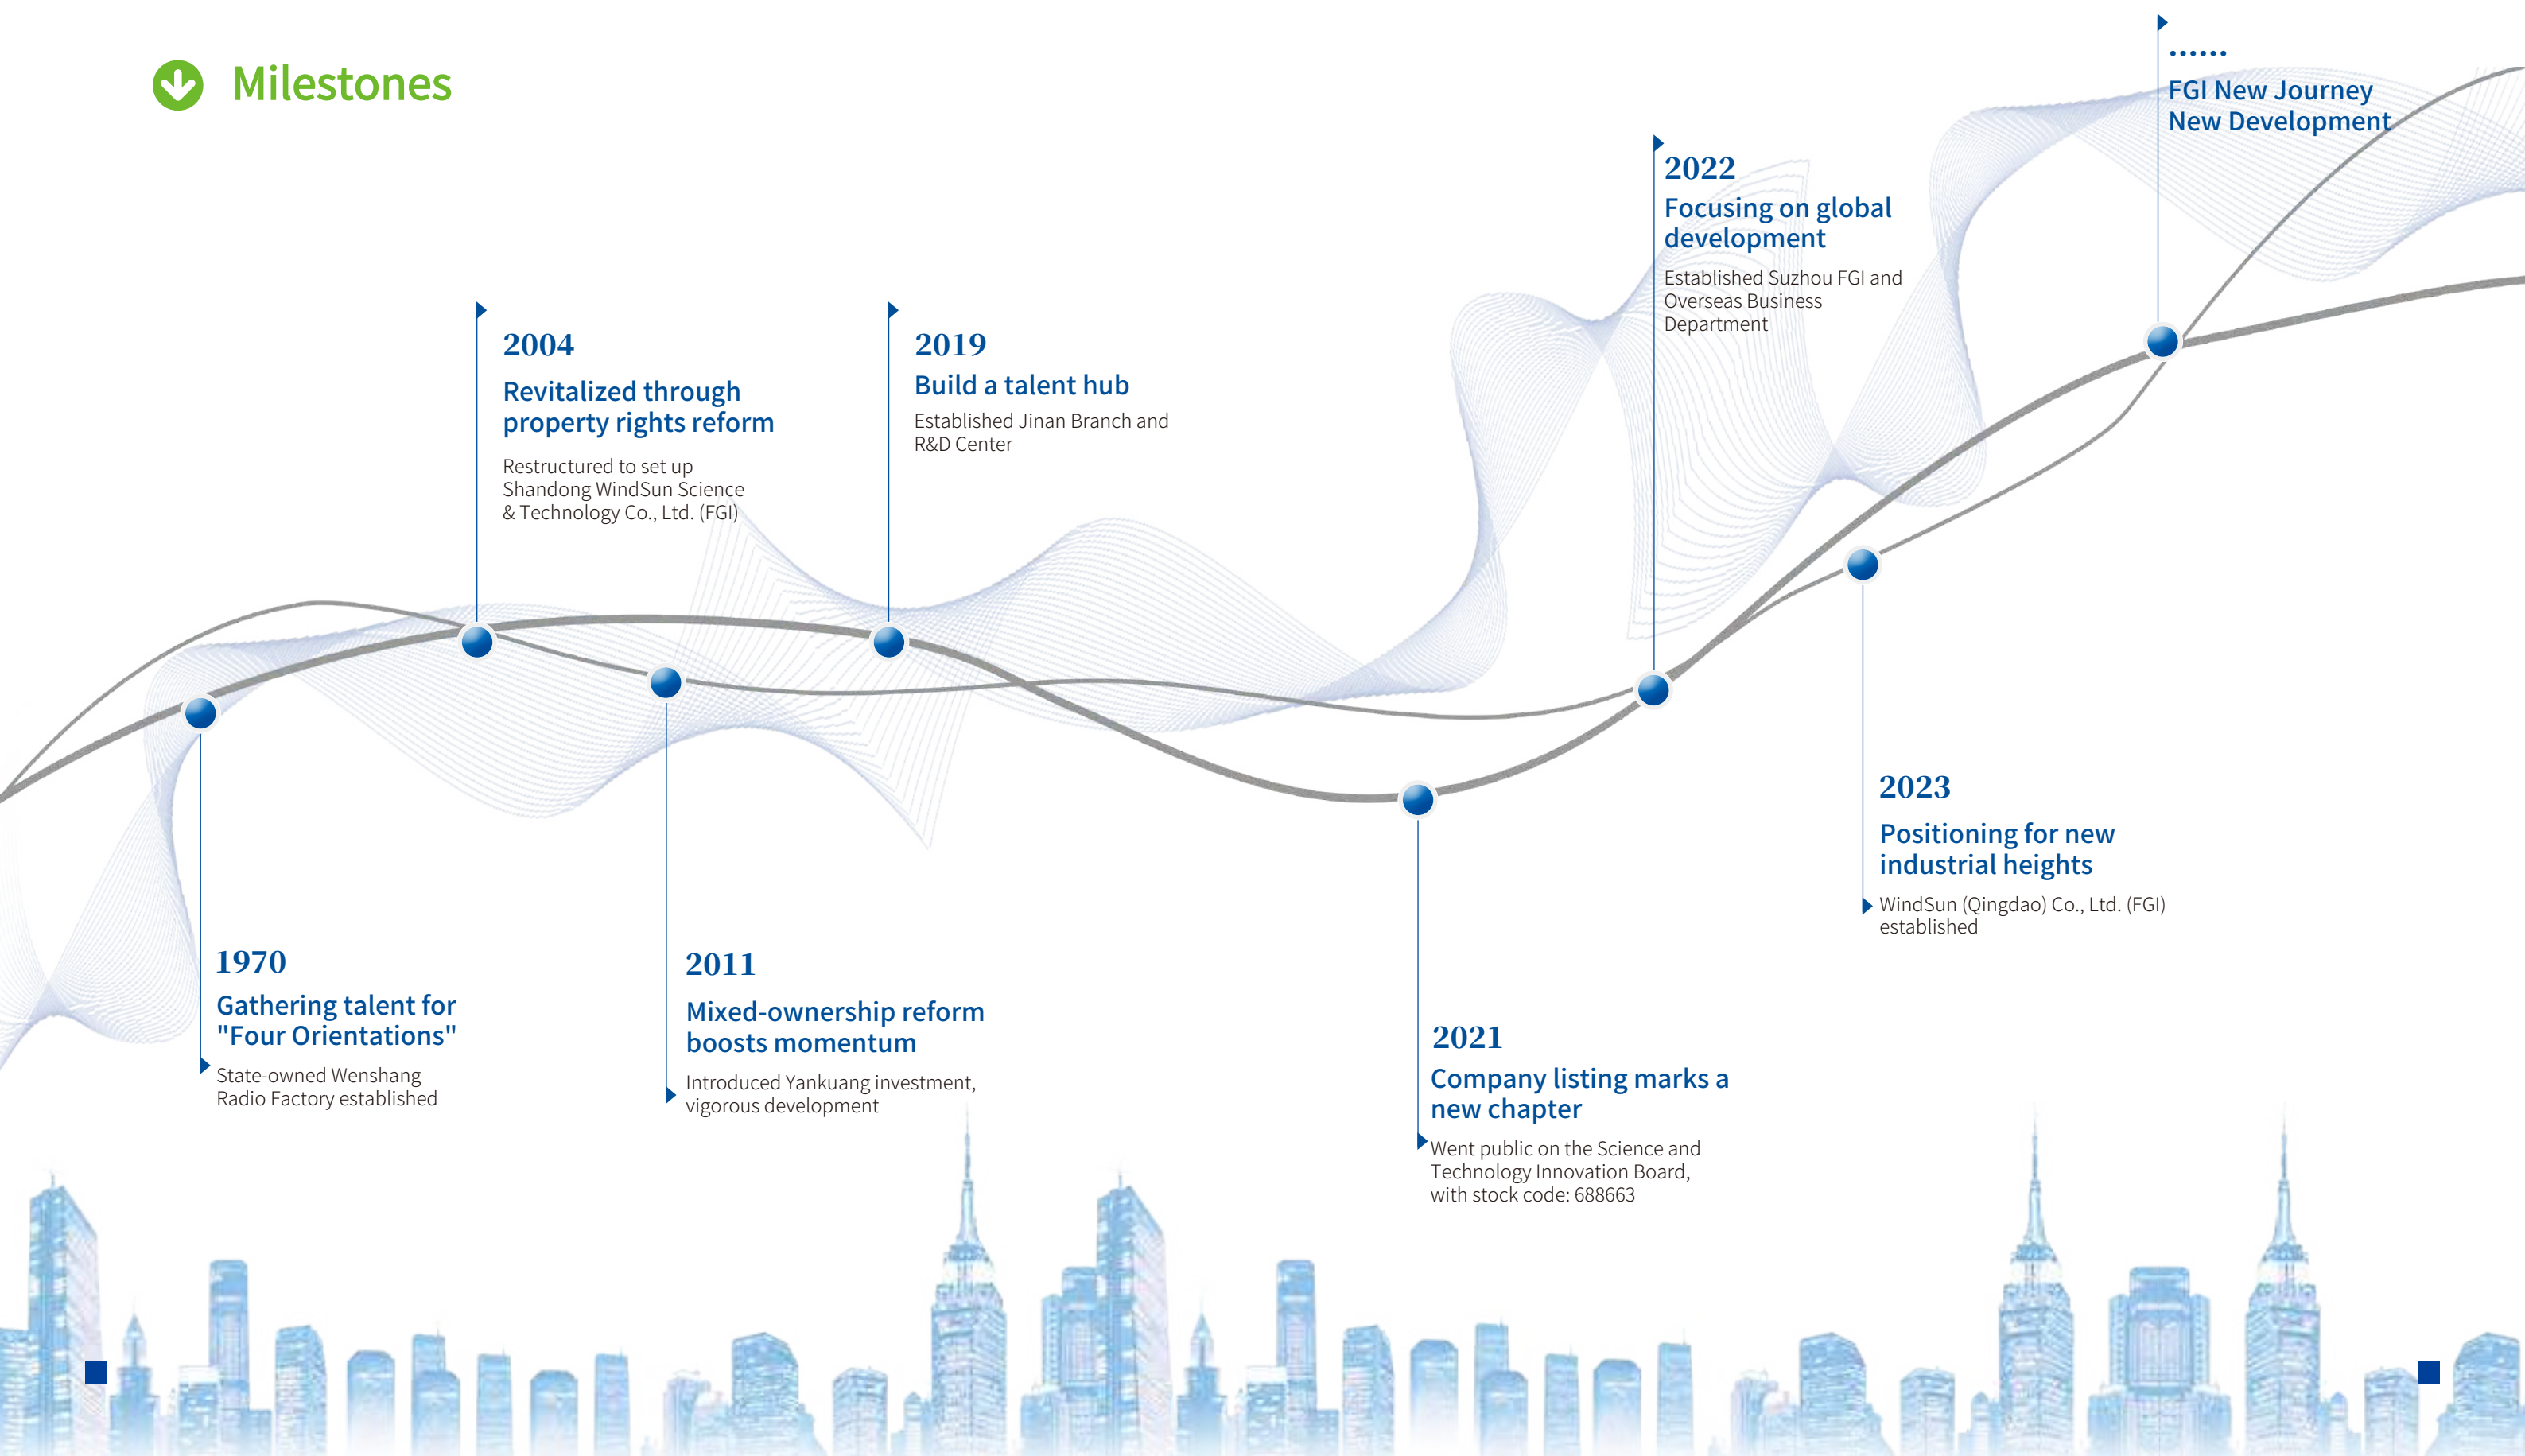 Milestones
1970
Gathering talent for
"Four Orientations"
State-owned Wenshang
Radio Factory established
2004
Revitalized through
property rights reform
Restructured to set up
Shandong WindSun Science
& Technology Co., Ltd. (FGI)
2011
Mixed-ownership reform
boosts momentum
Introduced Yankuang investment,
vigorous development
2019
Build a talent hub
Established Jinan Branch and
R&D Center
2021
Company listing marks a
new chapter
Went public on the Science and
Technology Innovation Board,
with stock code: 688663
2022
Focusing on global
development
Established Suzhou FGI and
Overseas Business
Department
2023
Positioning for new
industrial heights
WindSun (Qingdao) Co., Ltd. (FGI)
established
......
FGI New Journey
New Development